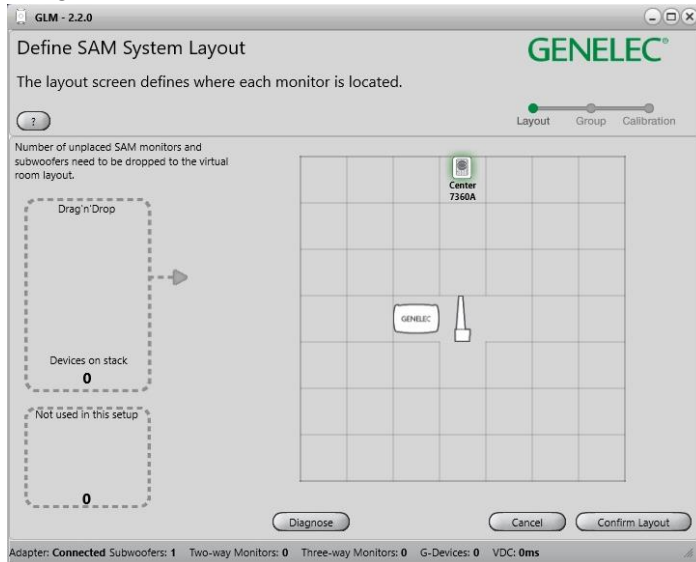 GLM - 2.2.0
Define SAM System Layout
GENELEC®
The layout screen defines where each monitor is located.
?
Layout Group Calibration
Number of unplaced SAM monitors and
subwoofers need to be dropped to the virtual
room layout.
Center
7360A
Drag'n'Drop
GENELEC
Devices on stack
0
Not used in this setup
0
Diagnose Cancel Confirm Layout
Adapter: Connected Subwoofers: 1 Two-way Monitors: 0 Three-way Monitors: 0 G-Devices: 0 VDC: 0ms